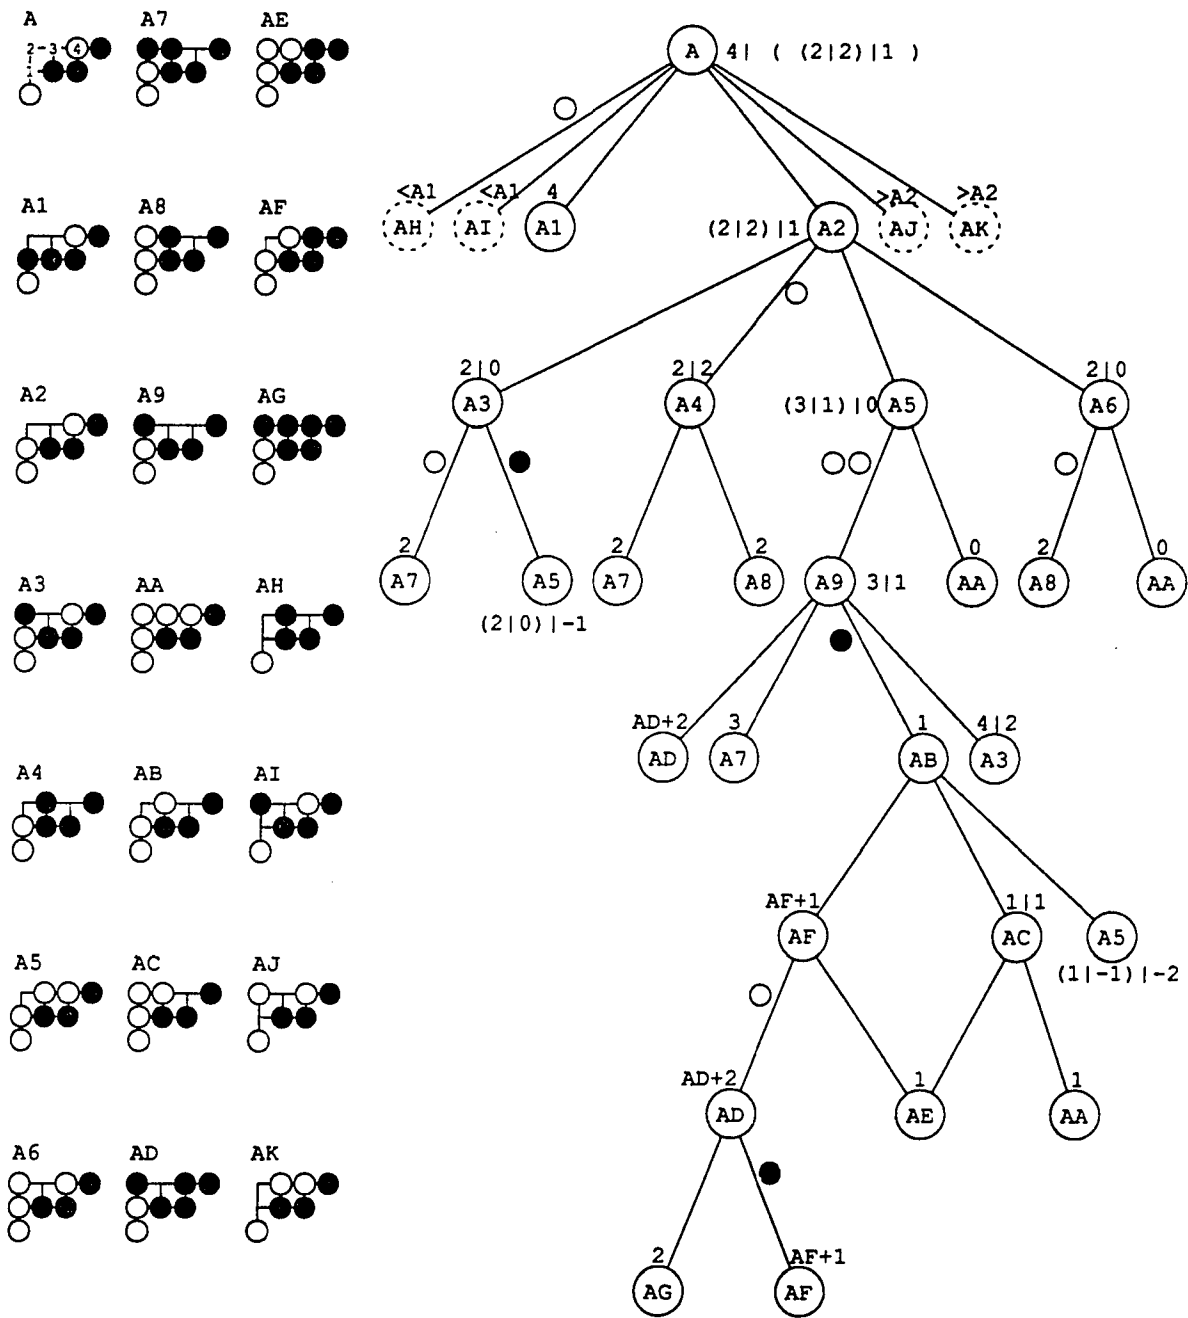 A A7 AE
2 3 4
1
A 4| ( (2|2)|1 )
A1 A8 AF
<A1 <A1 4 >A2 >A2
AH AI A1 (2|2)|1 A2 AJ AK
A2 A9 AG
2|0 2|2 2|0
A3 A4 (3|1)|0 A5 A6
2 2 2 0 2 0
A7 A5 A7 A8 A9 3|1 AA A8 AA
(2|0)|-1
A3 AA AH
AD+2 3 1 4|2
AD A7 AB A3
A4 AB AI
AF+1 1|1
AF AC A5
(1|-1)|-2
A5 AC AJ
AD+2 1 1
AD AE AA
A6 AD AK
2 AF+1
AG AF